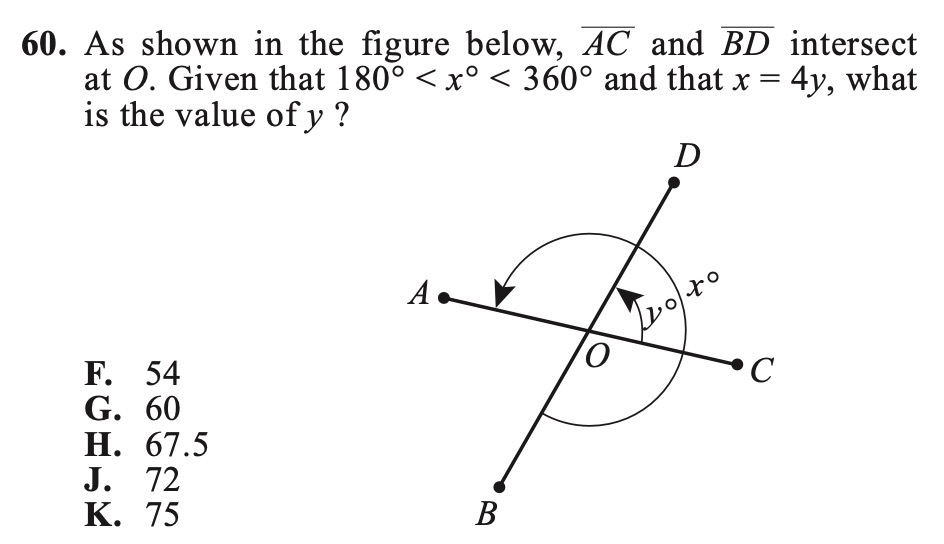 60. As shown in the figure below, AC and BD intersect
at O. Given that 180° < x° < 360° and that x = 4y, what
is the value of y ?
D
A
x°
y°
O
C
F. 54
G. 60
H. 67.5
J. 72
K. 75
B